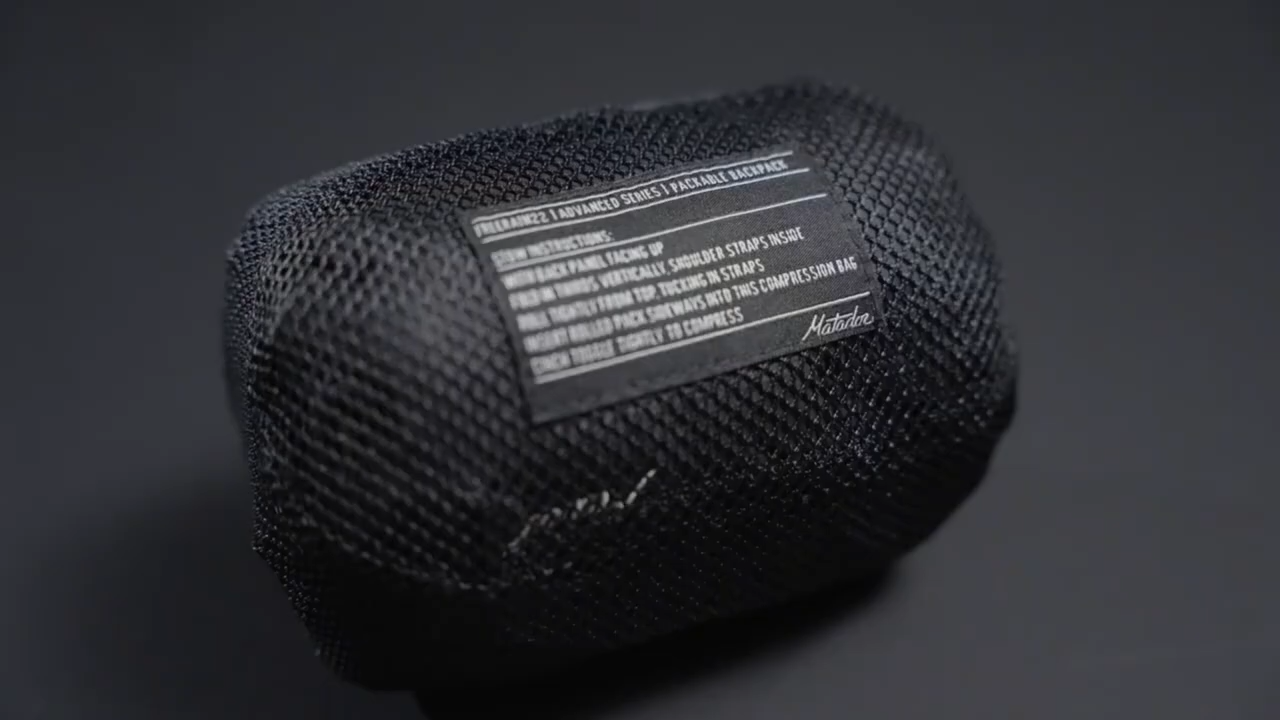 FREERAIN22 | ADVANCED SERIES | PACKABLE BACKPACK
STOW INSTRUCTIONS:
WITH BACK PANEL FACING UP
FOLD IN THIRDS VERTICALLY, SHOULDER STRAPS INSIDE
ROLL TIGHTLY FROM TOP, TUCKING IN STRAPS
INSERT ROLLED PACK SIDEWAYS INTO THIS COMPRESSION BAG
CINCH TOGGLE TIGHTLY TO COMPRESS
Matador